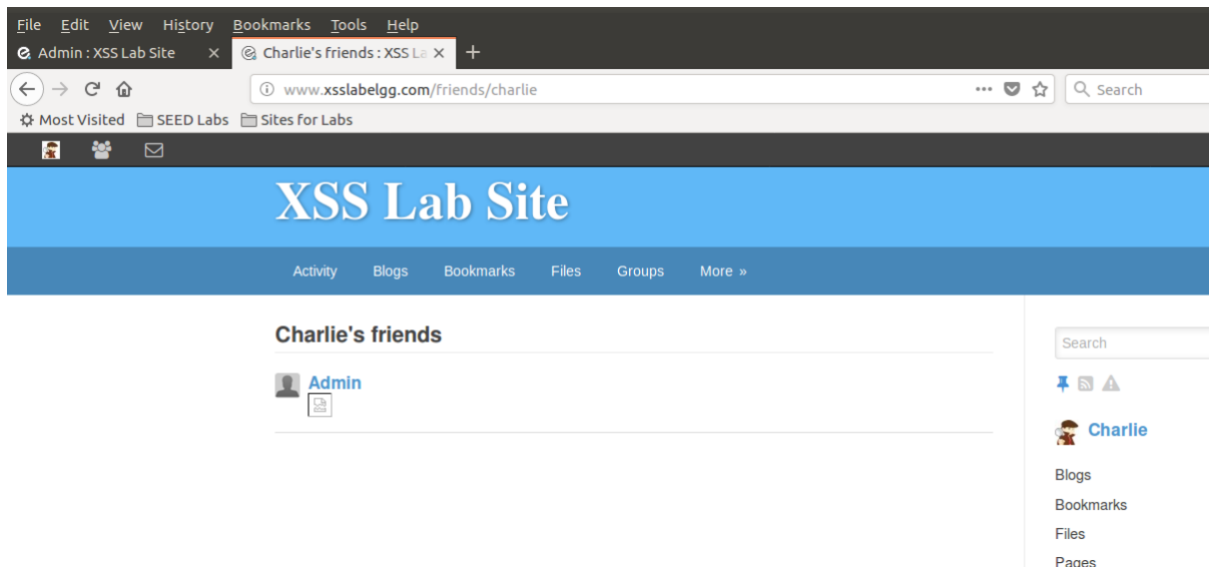 File Edit View History Bookmarks Tools Help
Admin : XSS Lab Site × Charlie's friends : XSS La × +
www.xsslabelgg.com/friends/charlie ••• Search
Most Visited SEED Labs Sites for Labs
XSS Lab Site
Activity Blogs Bookmarks Files Groups More »
Charlie's friends
Search
Admin
Charlie
Blogs
Bookmarks
Files
Pages